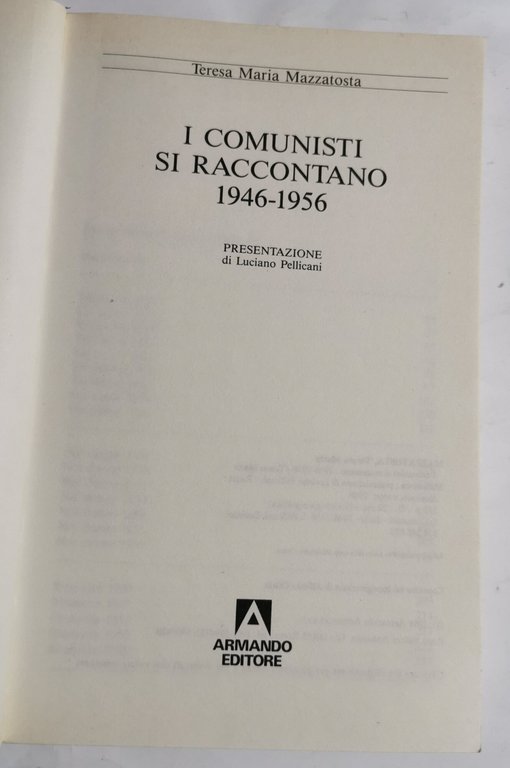 Teresa Maria Mazzatosta
I COMUNISTI
SI RACCONTANO
1946-1956
PRESENTAZIONE
di Luciano Pellicani
ARMANDO
EDITORE